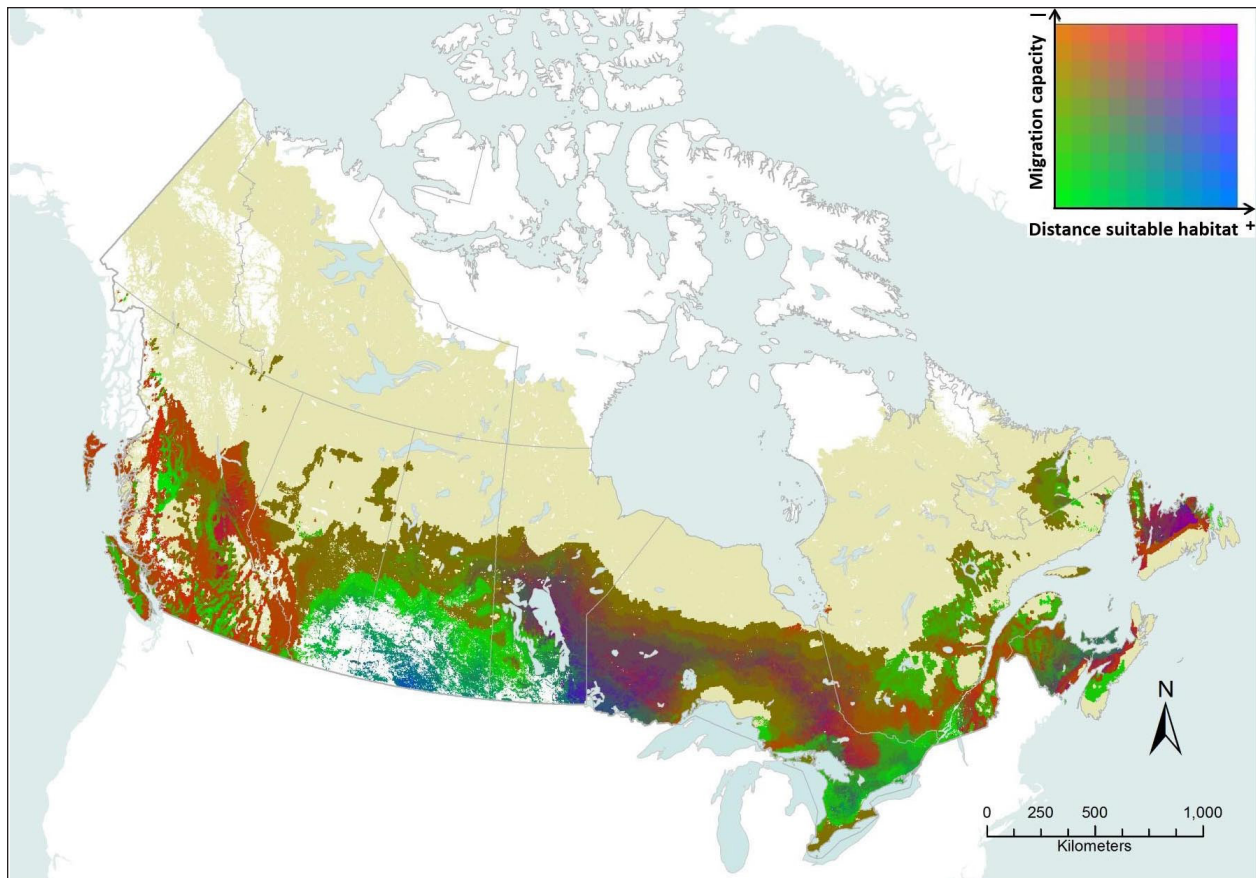 –
Migration capacity
Distance suitable habitat +
N
0 250 500 1,000
Kilometers